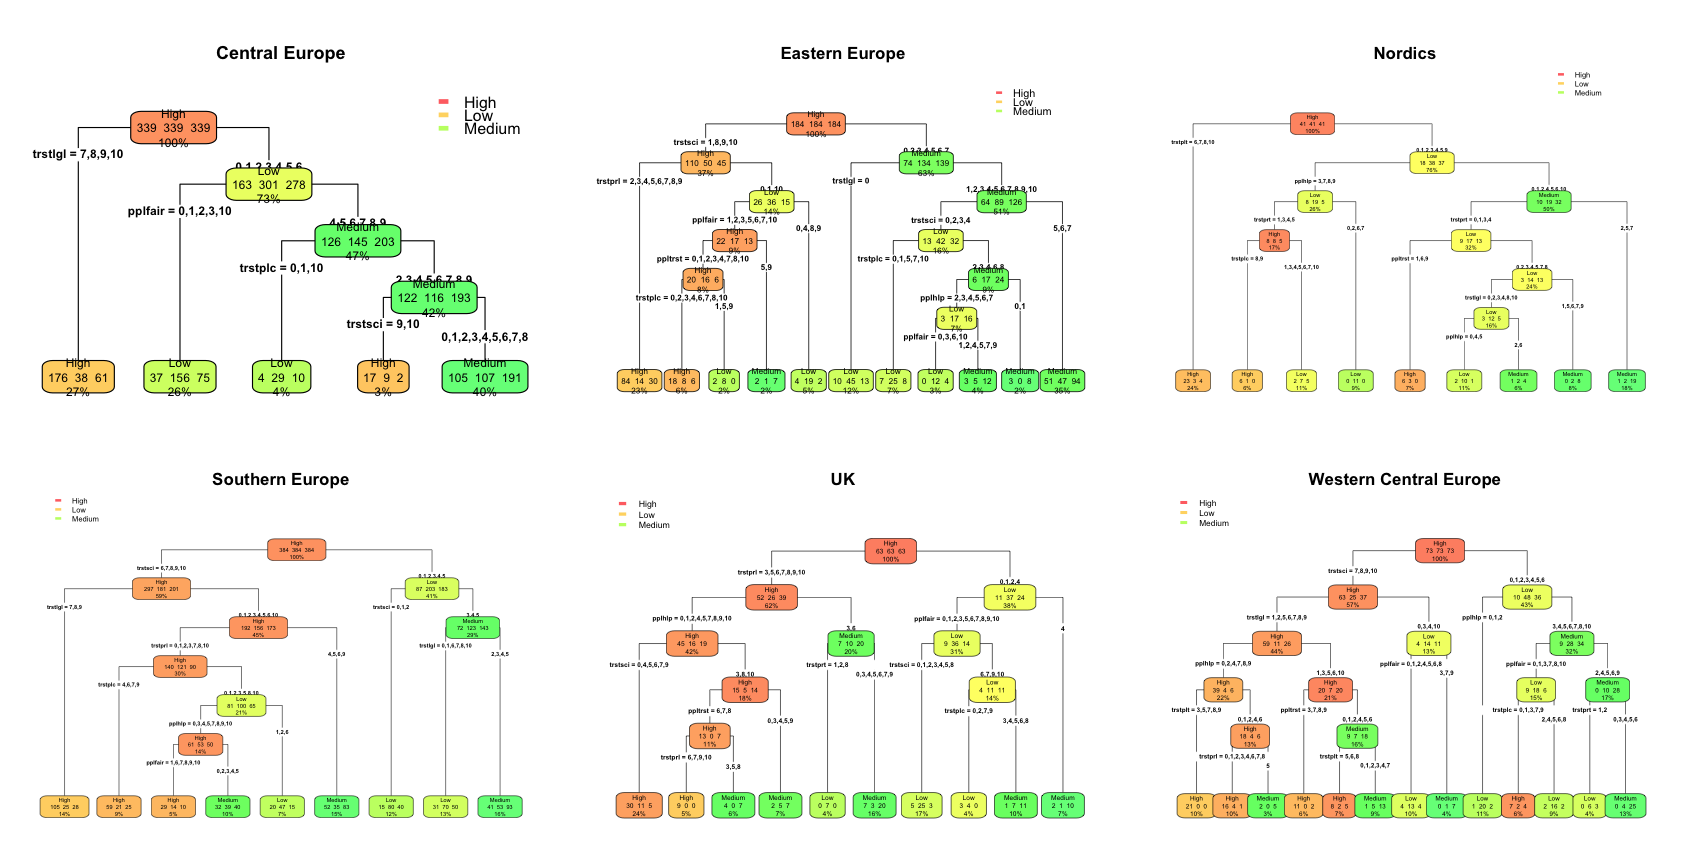 Central Europe
High
Low
Medium
High
339 339 339
100%
trstlgl = 7,8,9,10
0,1,2,3,4,5,6
Low
163 301 278
73%
pplfair = 0,1,2,3,10
4,5,6,7,8,9
Medium
126 145 203
47%
trstplc = 0,1,10
2,3,4,5,6,7,8,9
Medium
122 116 193
42%
trstsci = 9,10
0,1,2,3,4,5,6,7,8
High
176 38 61
27%
Low
37 156 75
26%
Low
4 29 10
4%
High
17 9 2
3%
Medium
105 107 191
40%
Eastern Europe
High
Low
Medium
High
184 184 184
100%
trstsci = 1,8,9,10
High
110 50 45
37%
Medium
74 134 139
63%
trstprl = 2,3,4,5,6,7,8,9
0,1,10
Low
26 36 15
14%
trstlgl = 0
1,2,3,4,5,6,7,8,9,10
Medium
64 89 126
51%
pplfair = 1,2,3,5,6,7,10
0,4,8,9
High
22 17 13
9%
trstsci = 0,2,3,4
5,6,7
Low
13 42 32
16%
ppltrst = 0,1,2,3,4,7,8,10
5,9
High
20 16 6
8%
trstplc = 0,1,5,7,10
2,3,4,6,8
Medium
6 17 24
9%
trstplc = 0,2,3,4,6,7,8,10
1,5,9
pplhlp = 2,3,4,5,6,7
0,1
Low
3 17 16
7%
pplfair = 0,3,6,10
1,2,4,5,7,9
High
84 14 30
23%
High
18 8 6
6%
Low
2 8 0
2%
Medium
2 1 7
2%
Low
4 19 2
5%
Low
10 45 13
12%
Low
7 25 8
7%
Low
0 12 4
3%
Medium
3 5 12
4%
Medium
3 0 8
2%
Medium
51 47 94
35%
Nordics
High
Low
Medium
High
41 41 41
100%
trstplt = 6,7,8,10
0,1,2,3,4,5,9
Low
18 38 37
76%
pplhlp = 3,7,8,9
0,1,2,4,5,6,10
Low
8 19 5
26%
Medium
10 19 32
50%
trstprt = 1,3,4,5
0,2,6,7
High
8 8 5
17%
trstprt = 0,1,3,4
2,5,7
Low
9 17 13
32%
trstplc = 8,9
1,3,4,5,6,7,10
ppltrst = 1,6,9
0,2,3,4,5,7,8
Low
3 14 13
24%
trstlgl = 0,2,3,4,8,10
1,5,6,7,9
Low
3 12 5
16%
pplhlp = 0,4,5
2,6
High
23 3 4
24%
High
6 1 0
6%
Low
2 7 5
11%
Low
0 11 0
9%
High
6 3 0
7%
Low
2 10 1
11%
Medium
1 2 4
6%
Medium
0 2 8
8%
Medium
1 2 19
18%
Southern Europe
High
Low
Medium
High
384 384 384
100%
trstsci = 6,7,8,9,10
0,1,2,3,4,5
High
297 181 201
59%
Low
87 203 183
41%
trstlgl = 7,8,9
0,1,2,3,4,5,6,10
High
192 156 173
45%
trstsci = 0,1,2
3,4,5
Medium
72 123 143
29%
trstprl = 0,1,2,3,7,8,10
4,5,6,9
High
140 121 90
30%
trstlgl = 0,1,6,7,8,10
2,3,4,5
trstplc = 4,6,7,9
0,1,2,3,5,8,10
Low
81 100 65
21%
pplhlp = 0,3,4,5,7,8,9,10
1,2,6
High
61 53 50
14%
pplfair = 1,6,7,8,9,10
0,2,3,4,5
High
105 25 28
14%
High
59 21 25
9%
High
29 14 10
5%
Medium
32 39 40
10%
Low
20 47 15
7%
Medium
52 35 83
15%
Low
15 80 40
12%
Low
31 70 50
13%
Medium
41 53 93
16%
UK
High
Low
Medium
High
63 63 63
100%
trstprl = 3,5,6,7,8,9,10
0,1,2,4
High
52 26 39
62%
Low
11 37 24
38%
pplhlp = 0,1,2,4,5,7,8,9,10
3,6
High
45 16 19
42%
Medium
7 10 20
20%
pplfair = 0,1,2,3,5,6,7,8,9,10
4
Low
9 36 14
31%
trstsci = 0,4,5,6,7,9
3,8,10
High
15 5 14
18%
trstprt = 1,2,8
0,3,4,5,6,7,9
trstsci = 0,1,2,3,4,5,8
6,7,9,10
Low
4 11 11
14%
ppltrst = 6,7,8
0,3,4,5,9
High
13 0 7
11%
trstplc = 0,2,7,9
3,4,5,6,8
trstprl = 6,7,9,10
3,5,8
High
30 11 5
24%
High
9 0 0
5%
Medium
4 0 7
6%
Medium
2 5 7
7%
Low
0 7 0
4%
Medium
7 3 20
16%
Low
5 25 3
17%
Low
3 4 0
4%
Medium
1 7 11
10%
Medium
2 1 10
7%
Western Central Europe
High
Low
Medium
High
73 73 73
100%
trstsci = 7,8,9,10
0,1,2,3,4,5,6
High
63 25 37
57%
Low
10 48 36
43%
trstlgl = 1,2,5,6,7,8,9
0,3,4,10
High
59 11 26
44%
Low
4 14 11
13%
pplhlp = 0,1,2
3,4,5,6,7,8,10
Medium
9 28 34
32%
pplhlp = 0,2,4,7,8,9
1,3,5,6,10
High
39 4 6
22%
High
20 7 20
21%
pplfair = 0,1,2,4,5,6,8
3,7,9
pplfair = 0,1,3,7,8,10
2,4,5,6,9
Low
9 18 6
15%
Medium
0 10 28
17%
trstplt = 3,5,7,8,9
0,1,2,4,6
High
18 4 6
13%
ppltrst = 3,7,8,9
0,1,2,4,5,6
Medium
9 7 18
16%
trstplc = 0,1,3,7,9
2,4,5,6,8
trstprt = 1,2
0,3,4,5,6
trstprl = 0,1,2,3,4,6,7,8
5
trstplt = 5,6,8
0,1,2,3,4,7
High
21 0 0
10%
High
16 4 1
10%
Medium
2 0 5
3%
High
11 0 2
6%
High
8 2 5
7%
Medium
1 5 13
9%
Low
4 13 4
10%
Medium
0 1 7
4%
Low
1 20 2
11%
High
7 2 4
6%
Low
2 16 2
9%
Low
0 6 3
4%
Medium
0 4 25
13%